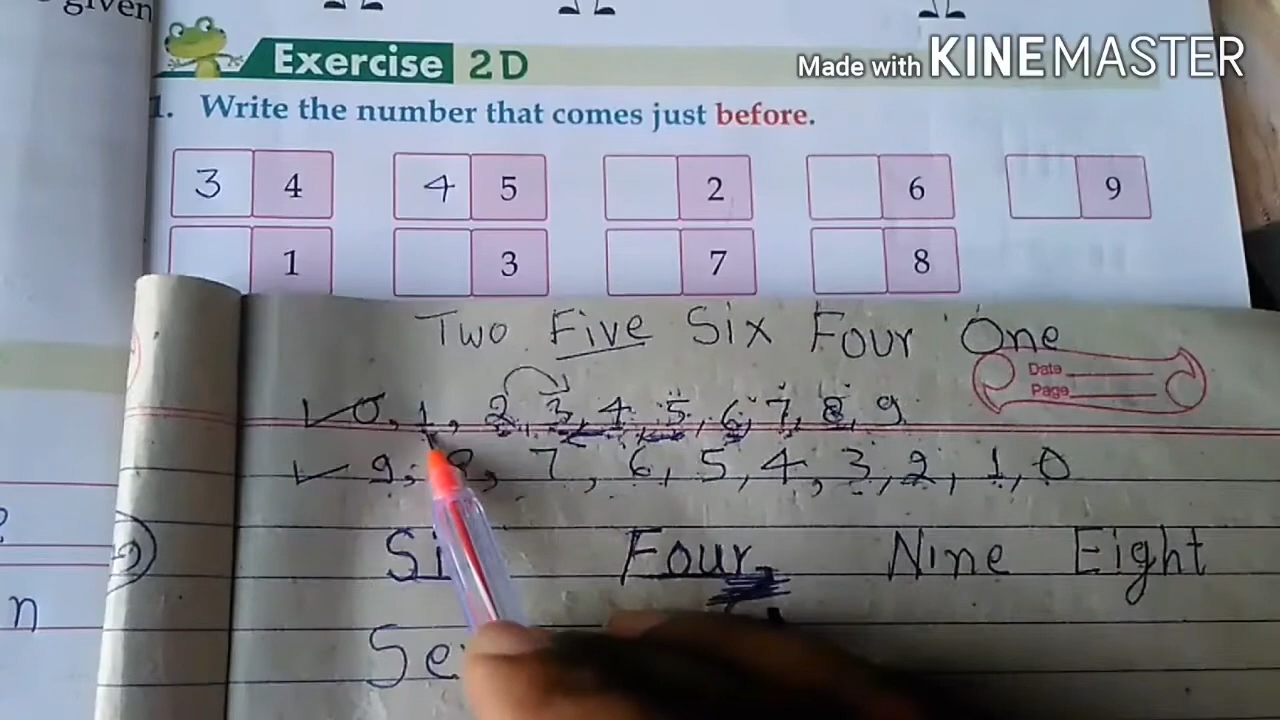 given
Exercise 2D
Made with KINEMASTER
1. Write the number that comes just before.
3 4 4 5 2 6 9
1 3 7 8
Two Five Six Four One
Date
Page
0, 1, 2, 3, 4, 5, 6, 7, 8, 9
9, 8, 7, 6, 5, 4, 3, 2, 1, 0
Four Nine Eight
n